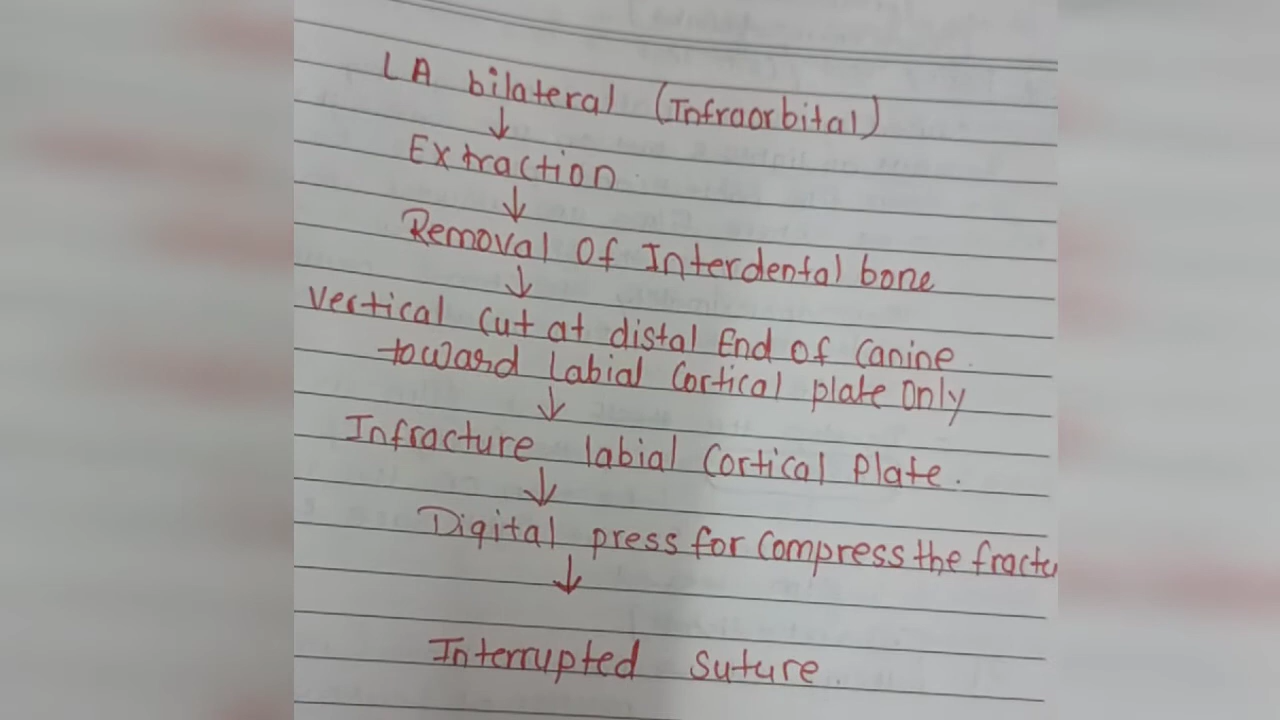 LA bilateral (Infraorbital)
↓
Extraction
↓
Removal Of Interdental bone
↓
Vertical Cut at distal End of Canine.
toward Labial Cortical plate Only
↓
Infracture labial Cortical Plate.
↓
Digital press for Compress the fractu
↓
Interrupted suture.